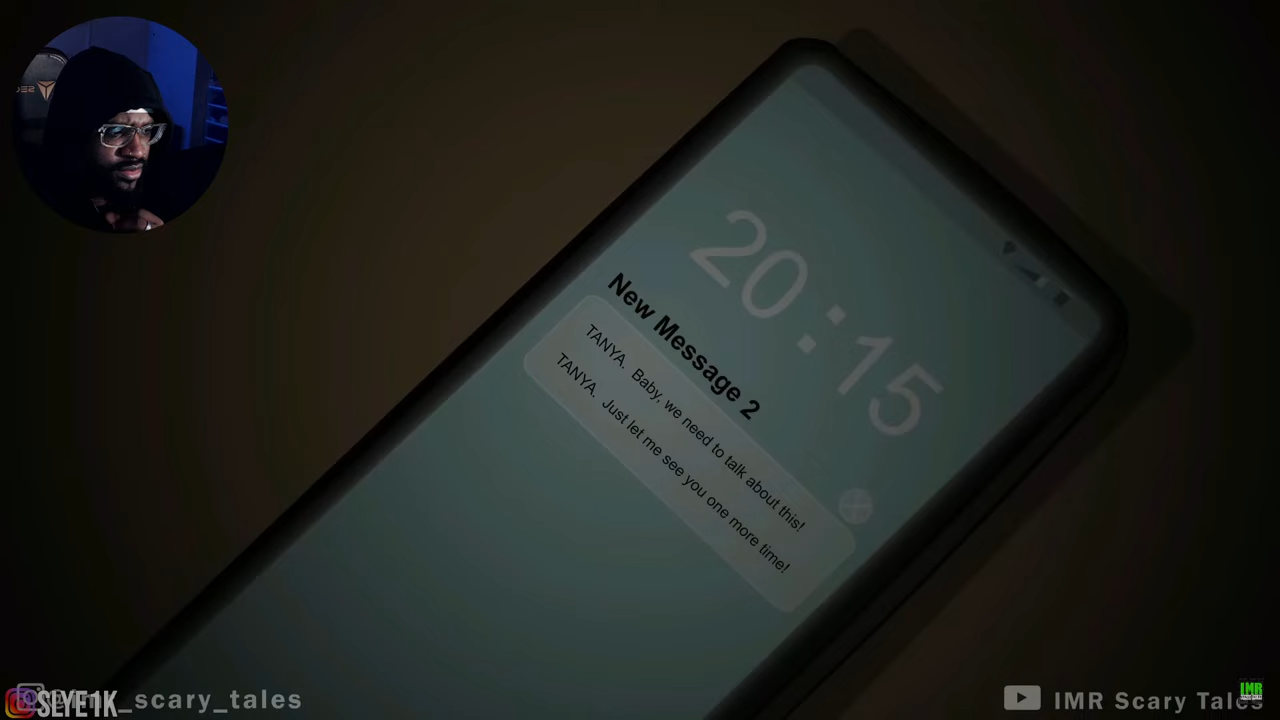 20:15
New Message 2
TANYA. Baby, we need to talk about this!
TANYA. Just let me see you one more time!
SLYE1K
_scary_tales
IMR Scary Tales
IMR